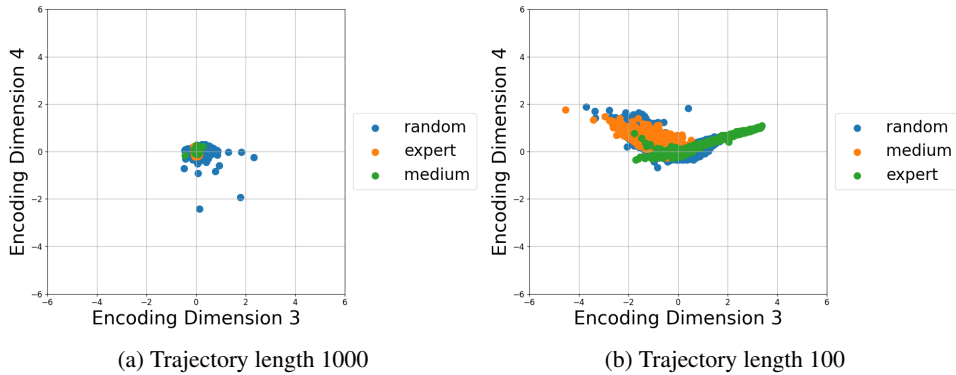 6
4
2
0
−2
−4
−6
−6
−4
−2
0
2
4
6
Encoding Dimension 4
Encoding Dimension 3
random
expert
medium
(a) Trajectory length 1000
6
4
2
0
−2
−4
−6
−6
−4
−2
0
2
4
6
Encoding Dimension 4
Encoding Dimension 3
random
medium
expert
(b) Trajectory length 100